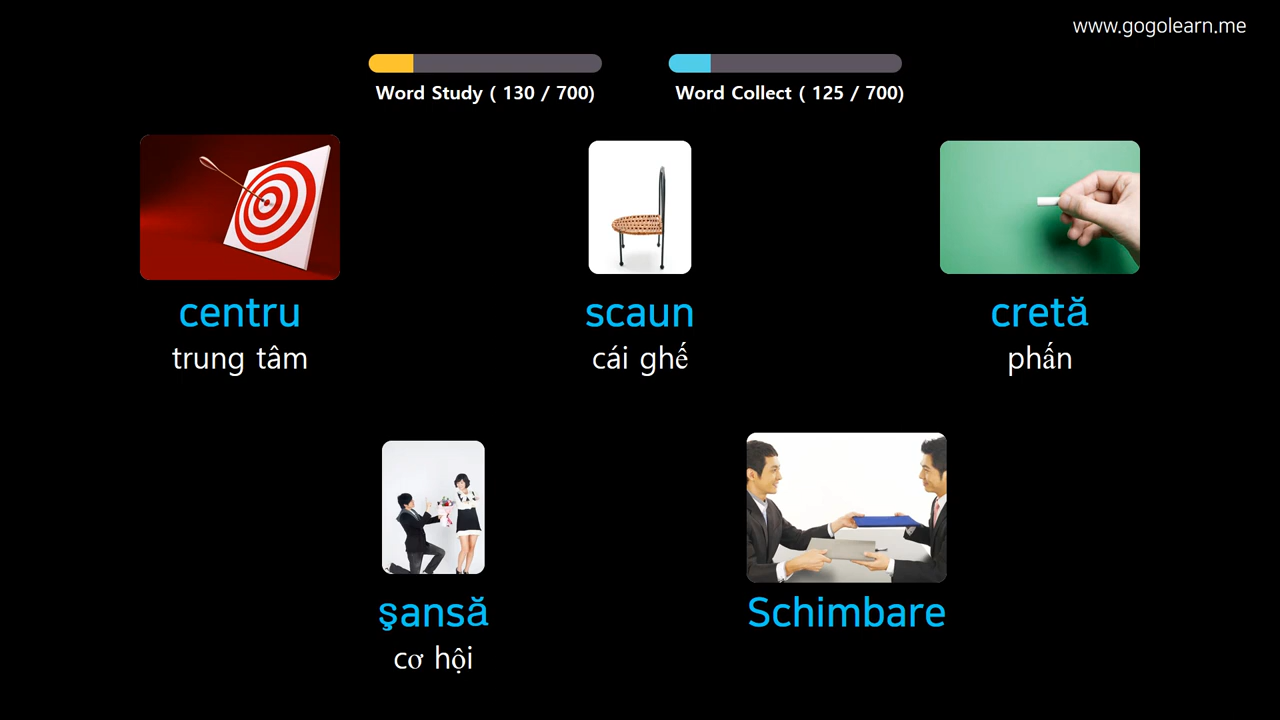 www.gogolearn.me
Word Study ( 130 / 700)
Word Collect ( 125 / 700)
centru
scaun
cretă
trung tâm
cái ghế
phấn
şansă
Schimbare
cơ hội